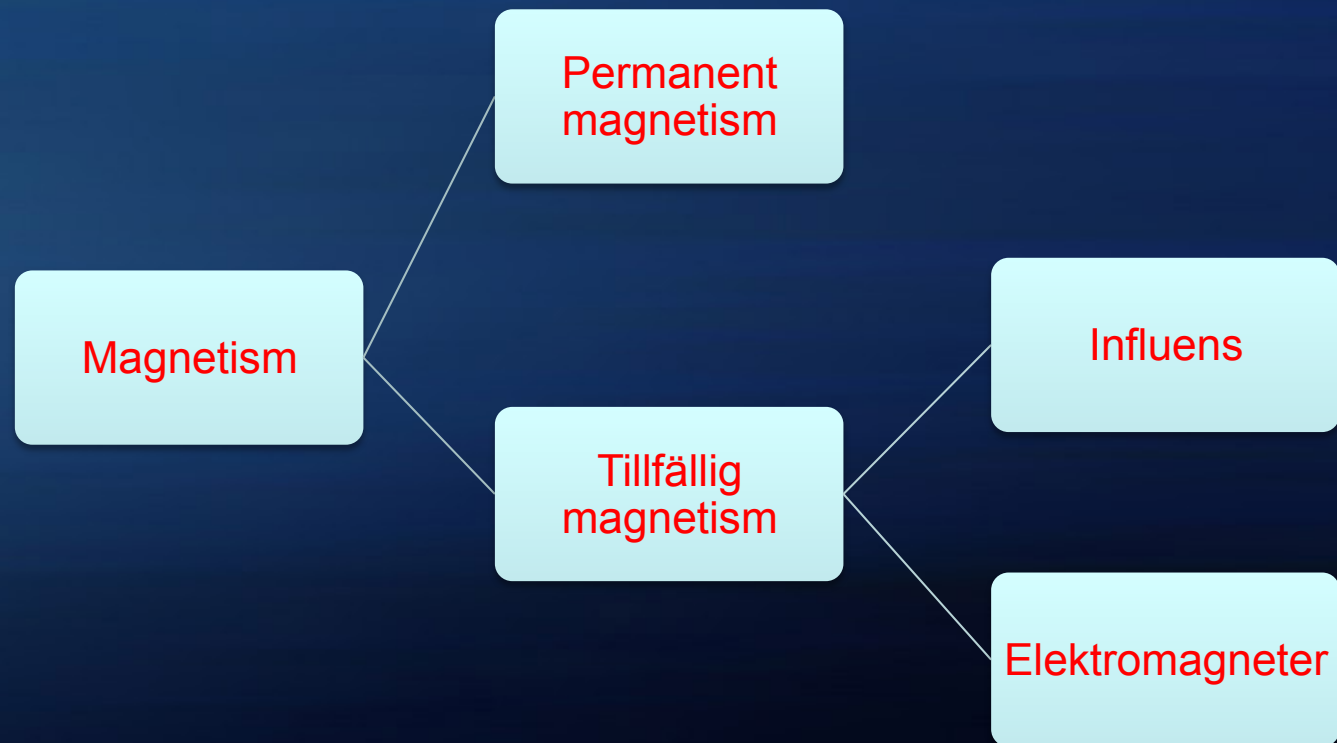 Permanent
magnetism
Magnetism
Influens
Tillfällig
magnetism
Elektromagneter